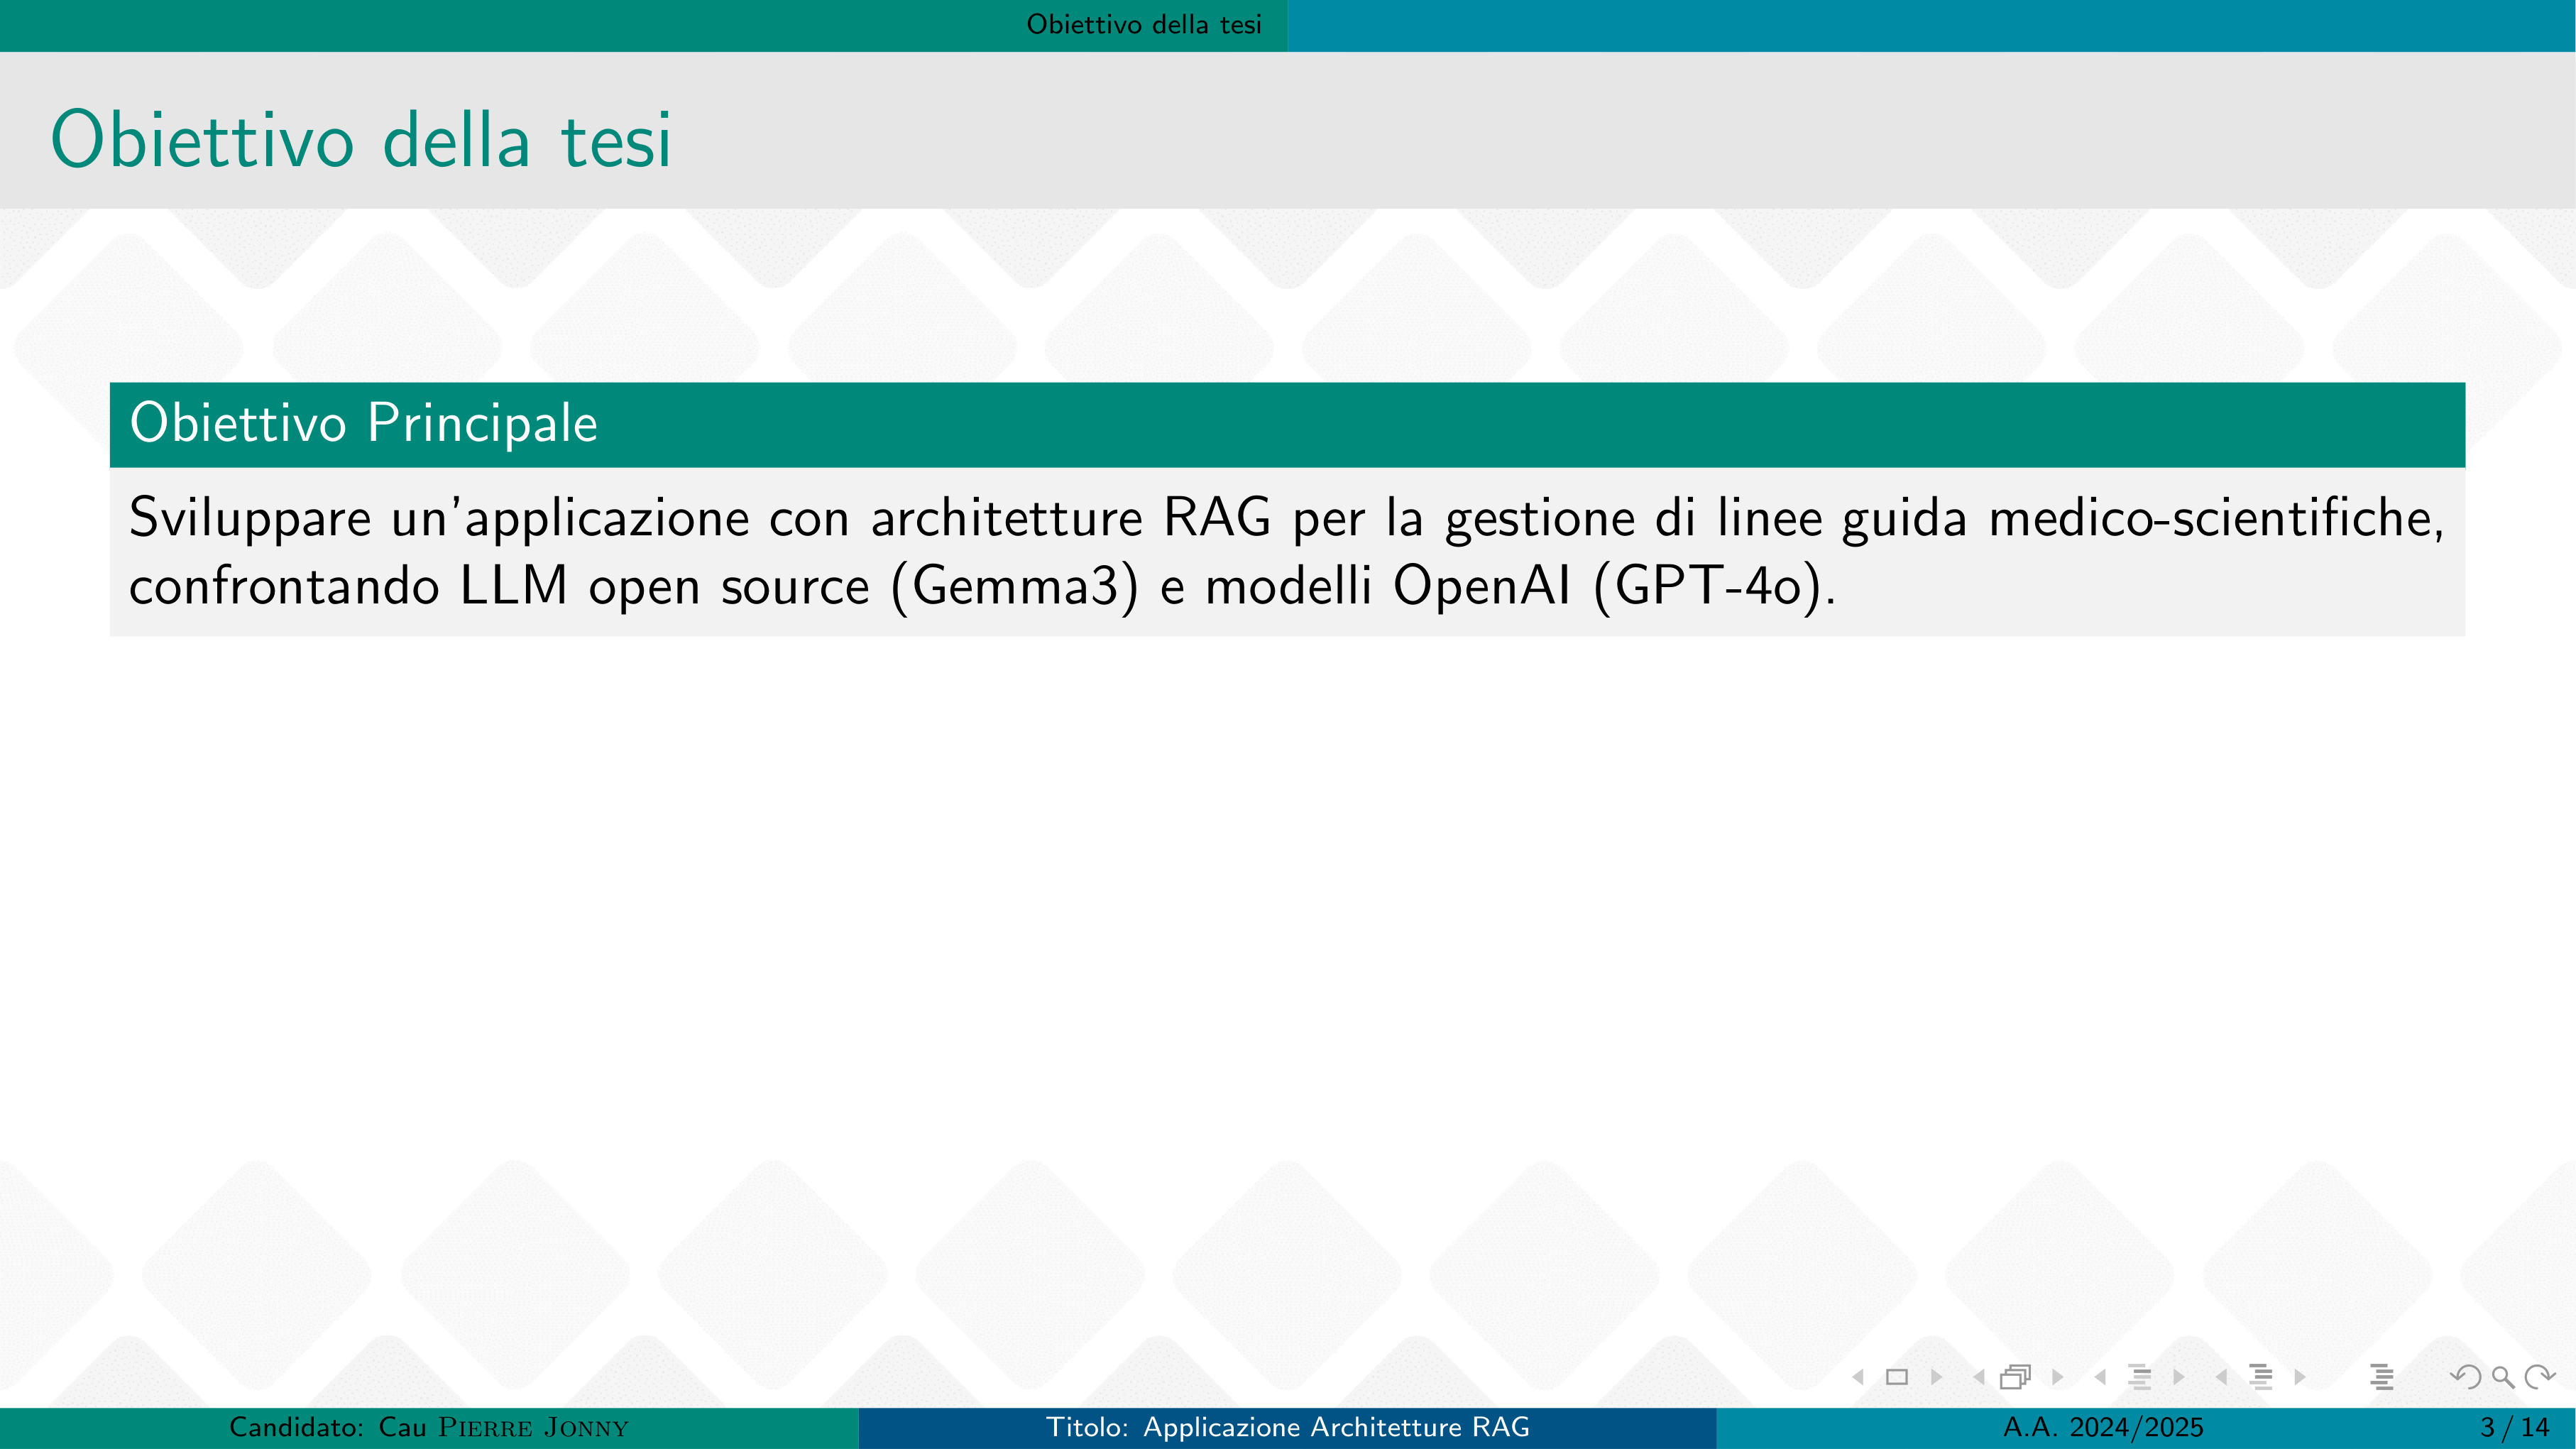 Obiettivo della tesi
Obiettivo della tesi
Obiettivo Principale
Sviluppare un'applicazione con architetture RAG per la gestione di linee guida medico-scientifiche,
confrontando LLM open source (Gemma3) e modelli OpenAI (GPT-4o).
Candidato: Cau Pierre Jonny
Titolo: Applicazione Architetture RAG
A.A. 2024/2025
3 / 14